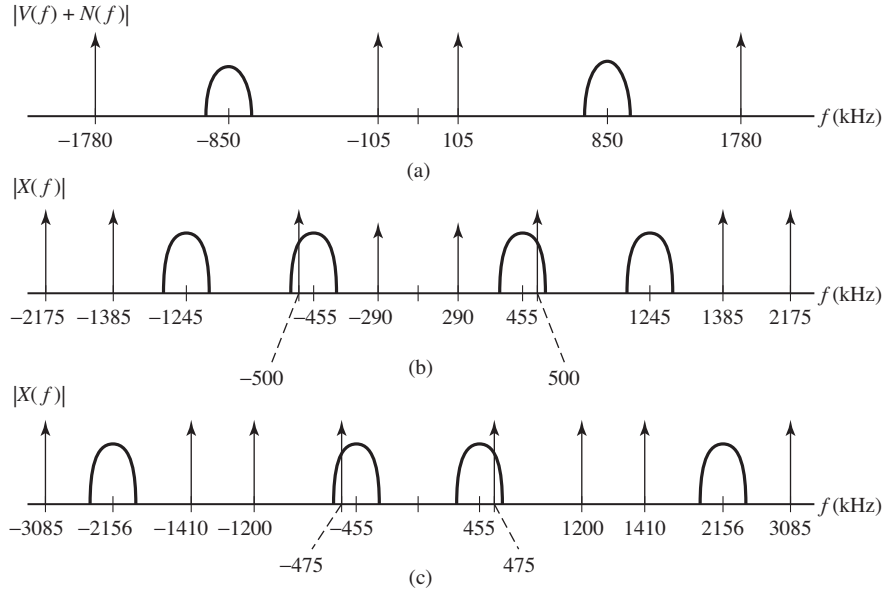 |V(f) + N(f)|
−1780 −850 −105 105 850 1780 f (kHz)
(a)
|X(f)|
−2175 −1385 −1245 −455 −290 290 455 1245 1385 2175 f (kHz)
−500 500
(b)
|X(f)|
−3085 −2156 −1410 −1200 −455 455 1200 1410 2156 3085 f (kHz)
−475 475
(c)